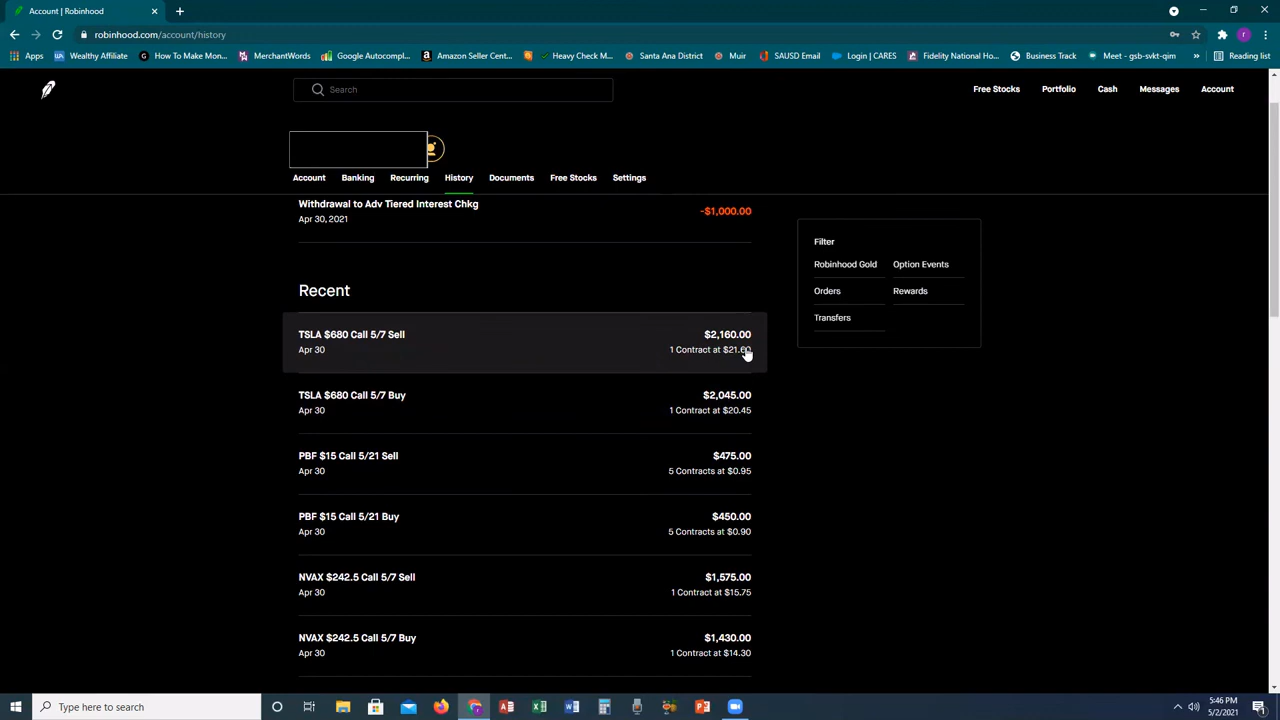 Account | Robinhood
robinhood.com/account/history
Apps Wealthy Affiliate How To Make Mon... MerchantWords Google Autocompl... Amazon Seller Cent... Heavy Check M... Santa Ana District Muir SAUSD Email Login | CARES Fidelity National Ho... Business Track Meet - gsb-svkt-qim » Reading list
Search
Free Stocks Portfolio Cash Messages Account
Account Banking Recurring History Documents Free Stocks Settings
Withdrawal to Adv Tiered Interest Chkg
-$1,000.00
Apr 30, 2021
Filter
Robinhood Gold Option Events
Orders Rewards
Transfers
Recent
TSLA $680 Call 5/7 Sell $2,160.00
Apr 30 1 Contract at $21.60
TSLA $680 Call 5/7 Buy $2,045.00
Apr 30 1 Contract at $20.45
PBF $15 Call 5/21 Sell $475.00
Apr 30 5 Contracts at $0.95
PBF $15 Call 5/21 Buy $450.00
Apr 30 5 Contracts at $0.90
NVAX $242.5 Call 5/7 Sell $1,575.00
Apr 30 1 Contract at $15.75
NVAX $242.5 Call 5/7 Buy $1,430.00
Apr 30 1 Contract at $14.30
Type here to search
5:46 PM
5/2/2021